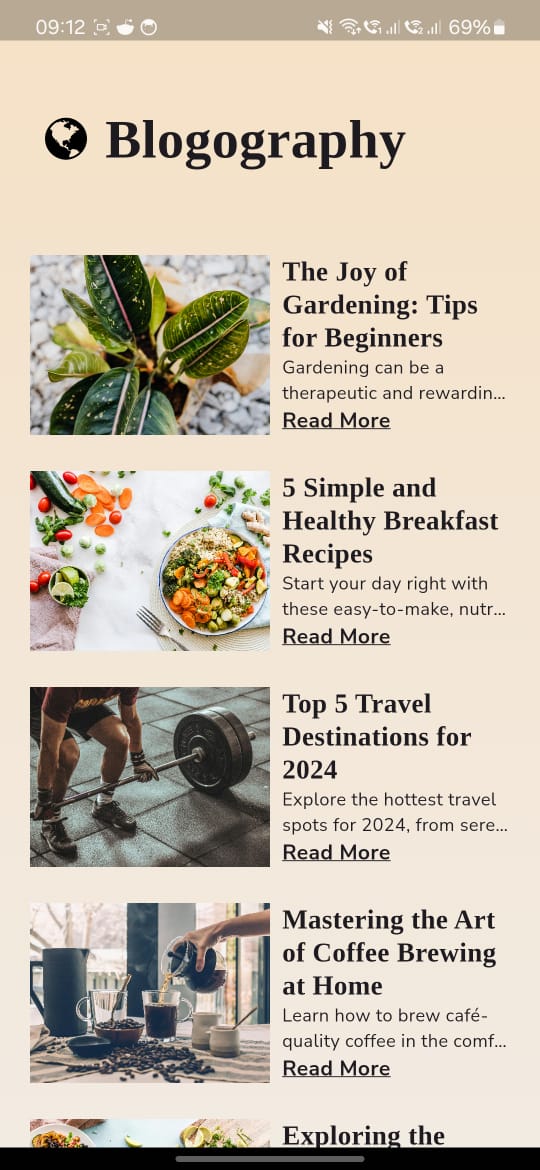 09:12
69%
Blogography
The Joy of
Gardening: Tips
for Beginners
Gardening can be a
therapeutic and rewardin...
Read More
5 Simple and
Healthy Breakfast
Recipes
Start your day right with
these easy-to-make, nutr...
Read More
Top 5 Travel
Destinations for
2024
Explore the hottest travel
spots for 2024, from sere...
Read More
Mastering the Art
of Coffee Brewing
at Home
Learn how to brew café-
quality coffee in the comf...
Read More
Exploring the